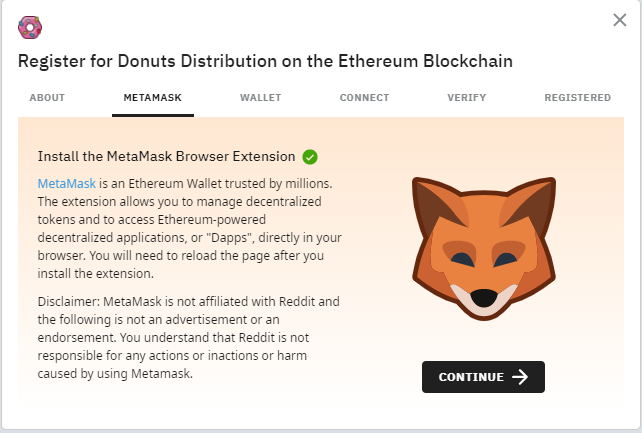 Register for Donuts Distribution on the Ethereum Blockchain
ABOUT METAMASK WALLET CONNECT VERIFY REGISTERED
Install the MetaMask Browser Extension
MetaMask is an Ethereum Wallet trusted by millions.
The extension allows you to manage decentralized
tokens and to access Ethereum-powered
decentralized applications, or "Dapps", directly in your
browser. You will need to reload the page after you
install the extension.
Disclaimer: MetaMask is not affiliated with Reddit and
the following is not an advertisement or an
endorsement. You understand that Reddit is not
responsible for any actions or inactions or harm
caused by using Metamask.
CONTINUE